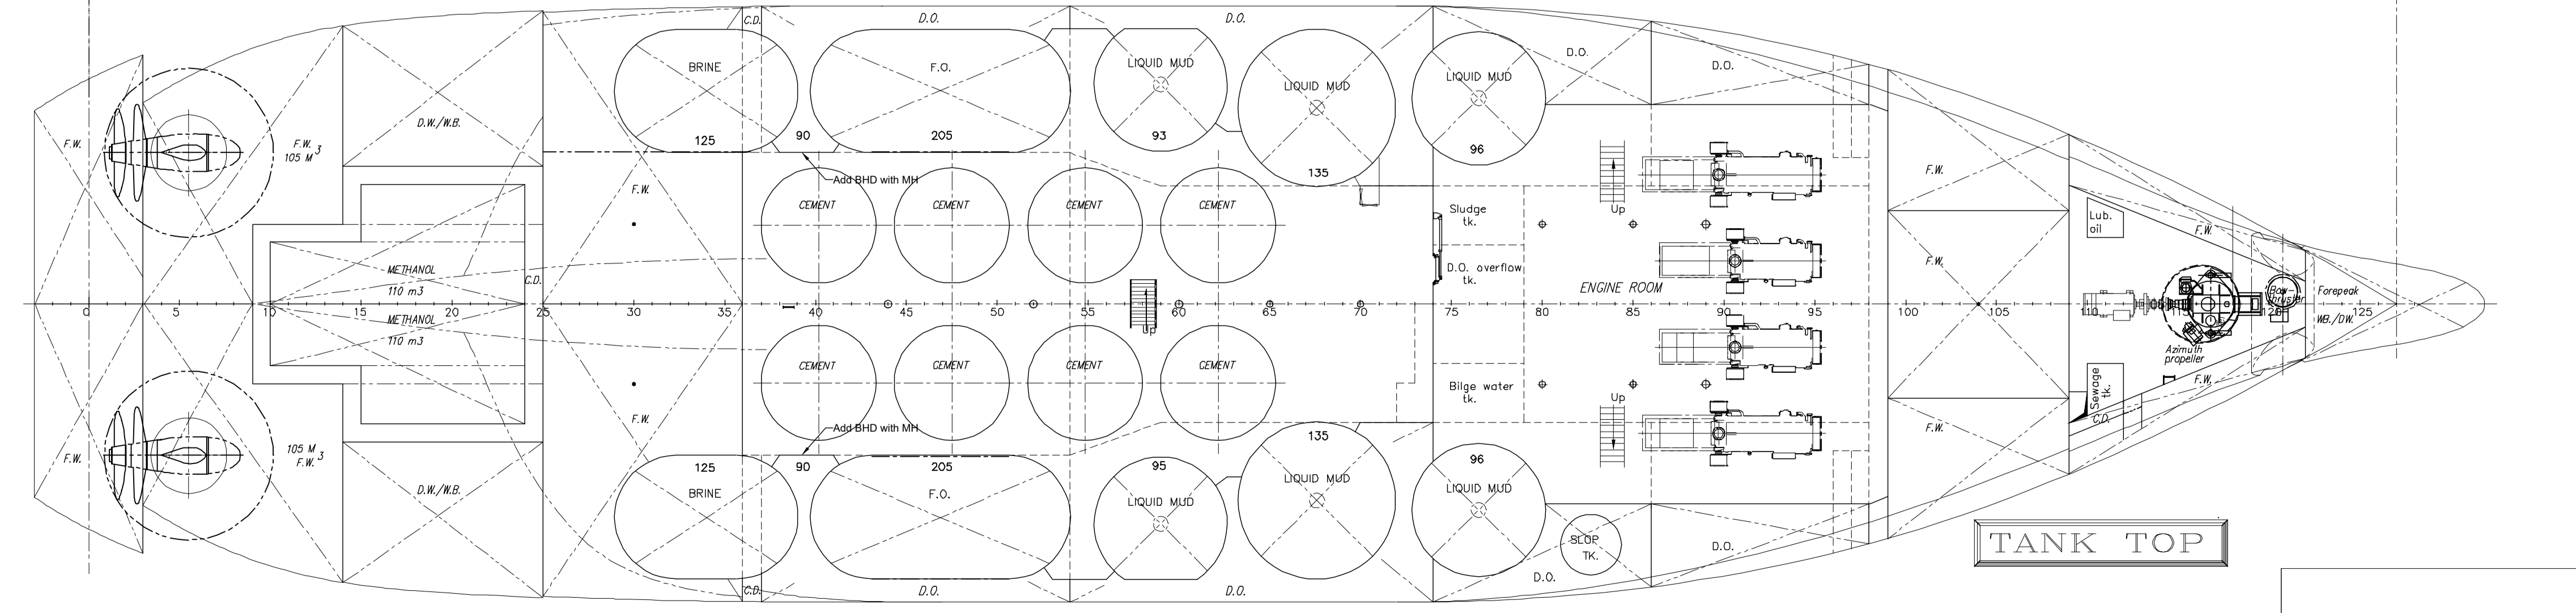 C.D.
D.O.
D.O.
D.O.
D.O.
BRINE
F.O.
LIQUID MUD
LIQUID MUD
LIQUID MUD
F.W.
F.W.
105 M 3
D.W./W.B.
125
90
205
93
135
96
Add BHD with MH
F.W.
CEMENT
CEMENT
CEMENT
CEMENT
Sludge
tk.
Up
F.W.
Lub.
oil
F.W.
METHANOL
110 m3
C.D.
D.O. overflow
tk.
ENGINE ROOM
F.W.
Bow-
thruster
Forepeak
WB./DW.
0
5
10
15
20
25
30
35
40
45
50
55
60
65
70
75
80
85
90
95
100
105
110
115
120
125
METHANOL
110 m3
Up
Azimuth
propeller
CEMENT
CEMENT
CEMENT
CEMENT
Bilge water
tk.
Up
F.W.
Sewage
tk.
C.D.
F.W.
F.W.
Add BHD with MH
F.W.
105 M 3
F.W.
D.W./W.B.
125
90
205
95
135
96
BRINE
F.O.
LIQUID MUD
LIQUID MUD
LIQUID MUD
SLOP
TK.
D.O.
D.O.
C.D.
D.O.
D.O.
TANK TOP